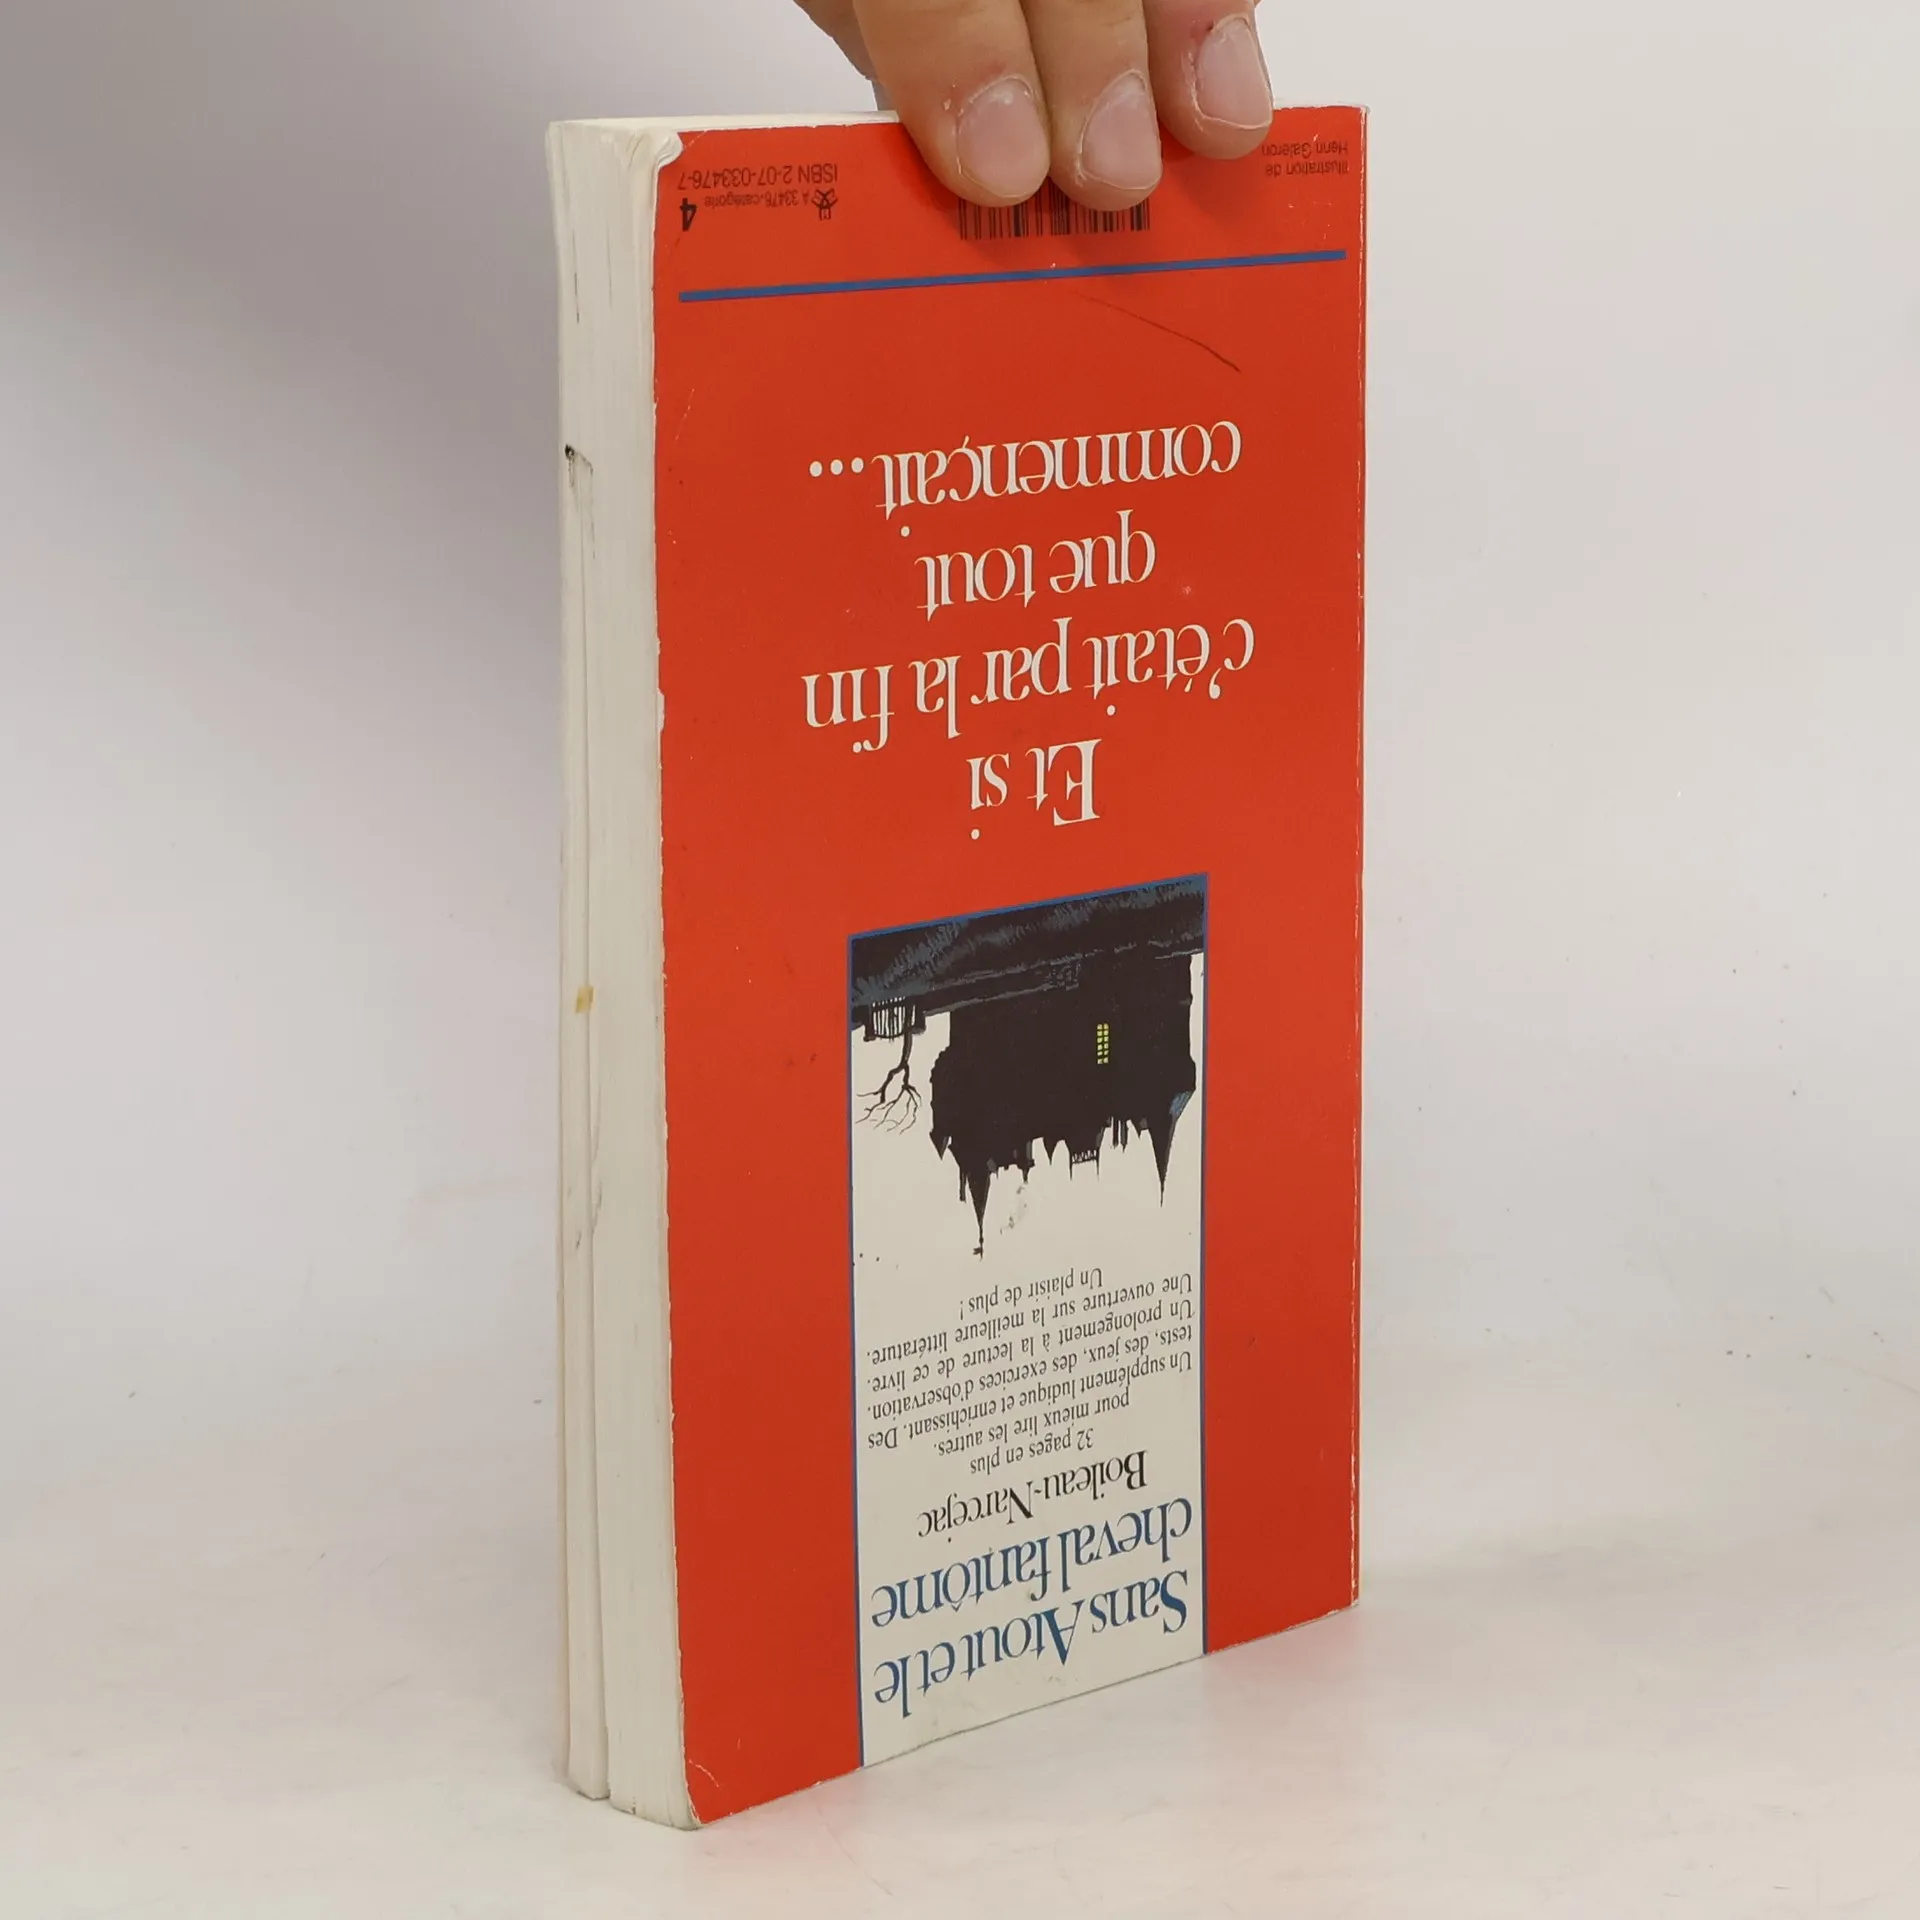 Sans Atout et le
cheval fantôme
Boileau-Narcejac
32 pages en plus
pour mieux lire les autres.
Un supplément ludique et enrichissant. Des
tests, des jeux, des exercices d'observation.
Un prolongement à la lecture de ce livre.
Une ouverture sur la meilleure littérature.
Un plaisir de plus !
Et si
c'était par la fin
que tout
commençait...
Illustration de
Henri Galeron
A 33476.catégorie 4
ISBN 2-07-033476-7